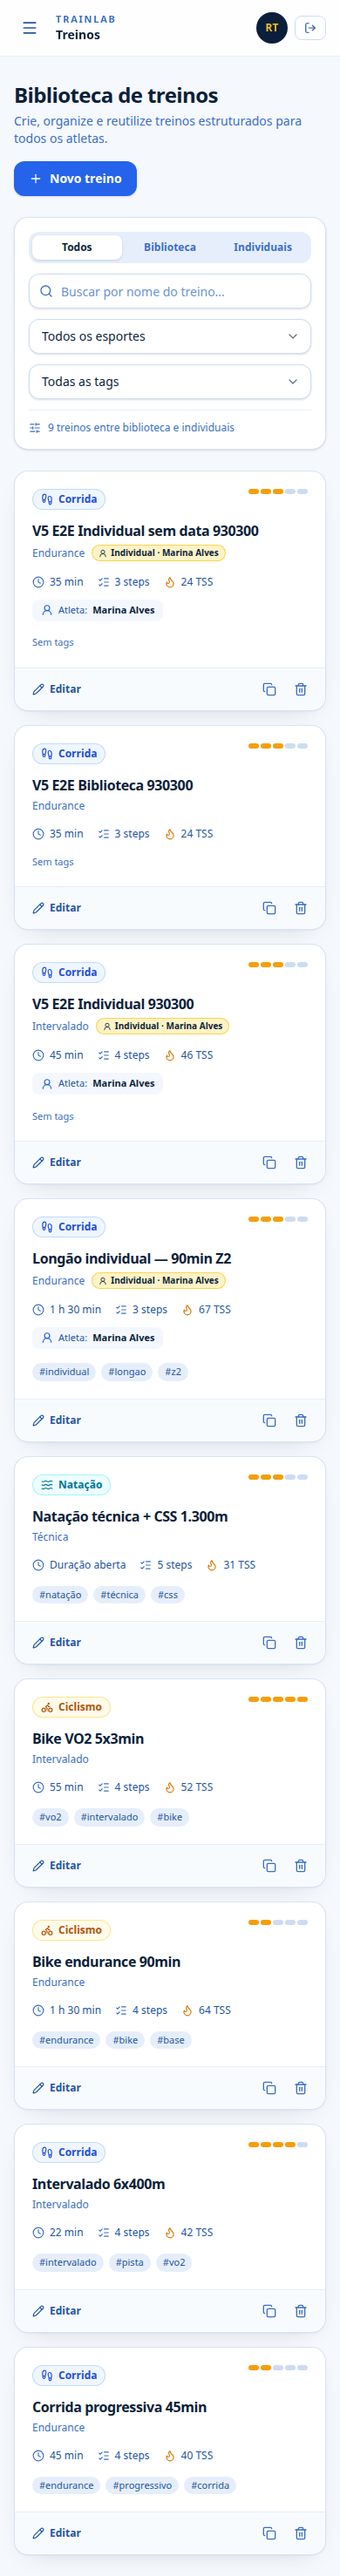 TRAINLAB
Treinos
RT
Biblioteca de treinos
Crie, organize e reutilize treinos estruturados para
todos os atletas.
Novo treino
Todos Biblioteca Individuais
Buscar por nome do treino...
Todos os esportes
Todas as tags
9 treinos entre biblioteca e individuais
Corrida
V5 E2E Individual sem data 930300
Endurance Individual · Marina Alves
35 min 3 steps 24 TSS
Atleta: Marina Alves
Sem tags
Editar
Corrida
V5 E2E Biblioteca 930300
Endurance
35 min 3 steps 24 TSS
Sem tags
Editar
Corrida
V5 E2E Individual 930300
Intervalado Individual · Marina Alves
45 min 4 steps 46 TSS
Atleta: Marina Alves
Sem tags
Editar
Corrida
Longão individual — 90min Z2
Endurance Individual · Marina Alves
1 h 30 min 3 steps 67 TSS
Atleta: Marina Alves
#individual #longao #z2
Editar
Natação
Natação técnica + CSS 1.300m
Técnica
Duração aberta 5 steps 31 TSS
#natação #técnica #css
Editar
Ciclismo
Bike VO2 5x3min
Intervalado
55 min 4 steps 52 TSS
#vo2 #intervalado #bike
Editar
Ciclismo
Bike endurance 90min
Endurance
1 h 30 min 4 steps 64 TSS
#endurance #bike #base
Editar
Corrida
Intervalado 6x400m
Intervalado
22 min 4 steps 42 TSS
#intervalado #pista #vo2
Editar
Corrida
Corrida progressiva 45min
Endurance
45 min 4 steps 40 TSS
#endurance #progressivo #corrida
Editar